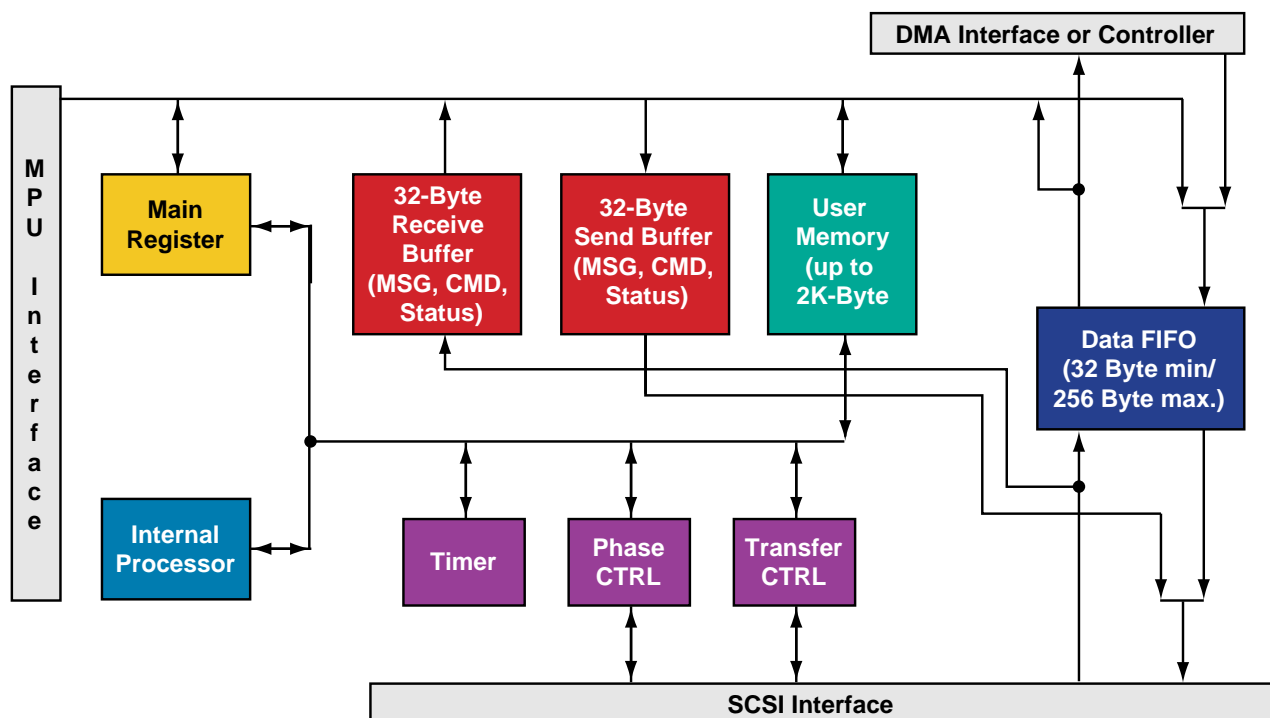 DMA Interface or Controller
MPU Interface
Main
Register
32-Byte
Receive
Buffer
(MSG, CMD,
Status)
32-Byte
Send Buffer
(MSG, CMD,
Status)
User
Memory
(up to
2K-Byte
Data FIFO
(32 Byte min/
256 Byte max.)
Internal
Processor
Timer
Phase
CTRL
Transfer
CTRL
SCSI Interface